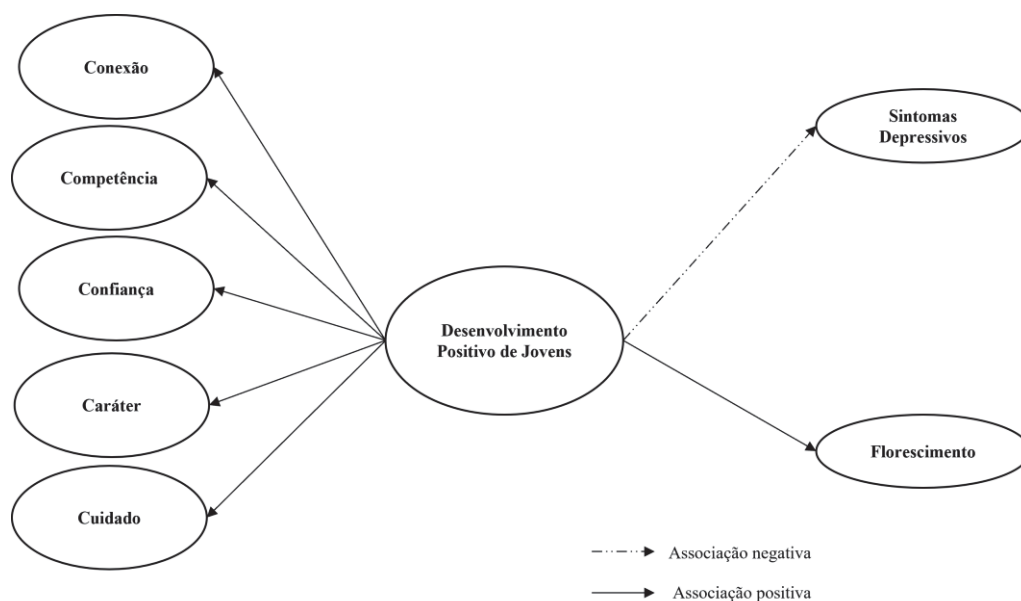 Conexão
Competência
Confiança
Caráter
Cuidado
Desenvolvimento
Positivo de Jovens
Sintomas
Depressivos
Florescimento
Associação negativa
Associação positiva